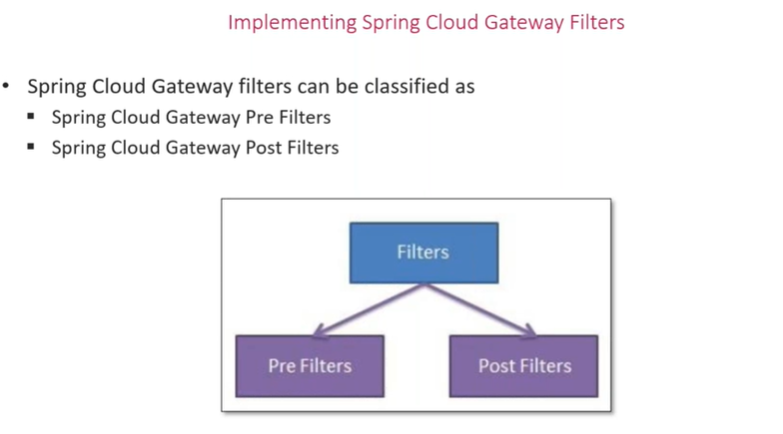 Implementing Spring Cloud Gateway Filters
• Spring Cloud Gateway filters can be classified as
▪ Spring Cloud Gateway Pre Filters
▪ Spring Cloud Gateway Post Filters
Filters
Pre Filters
Post Filters